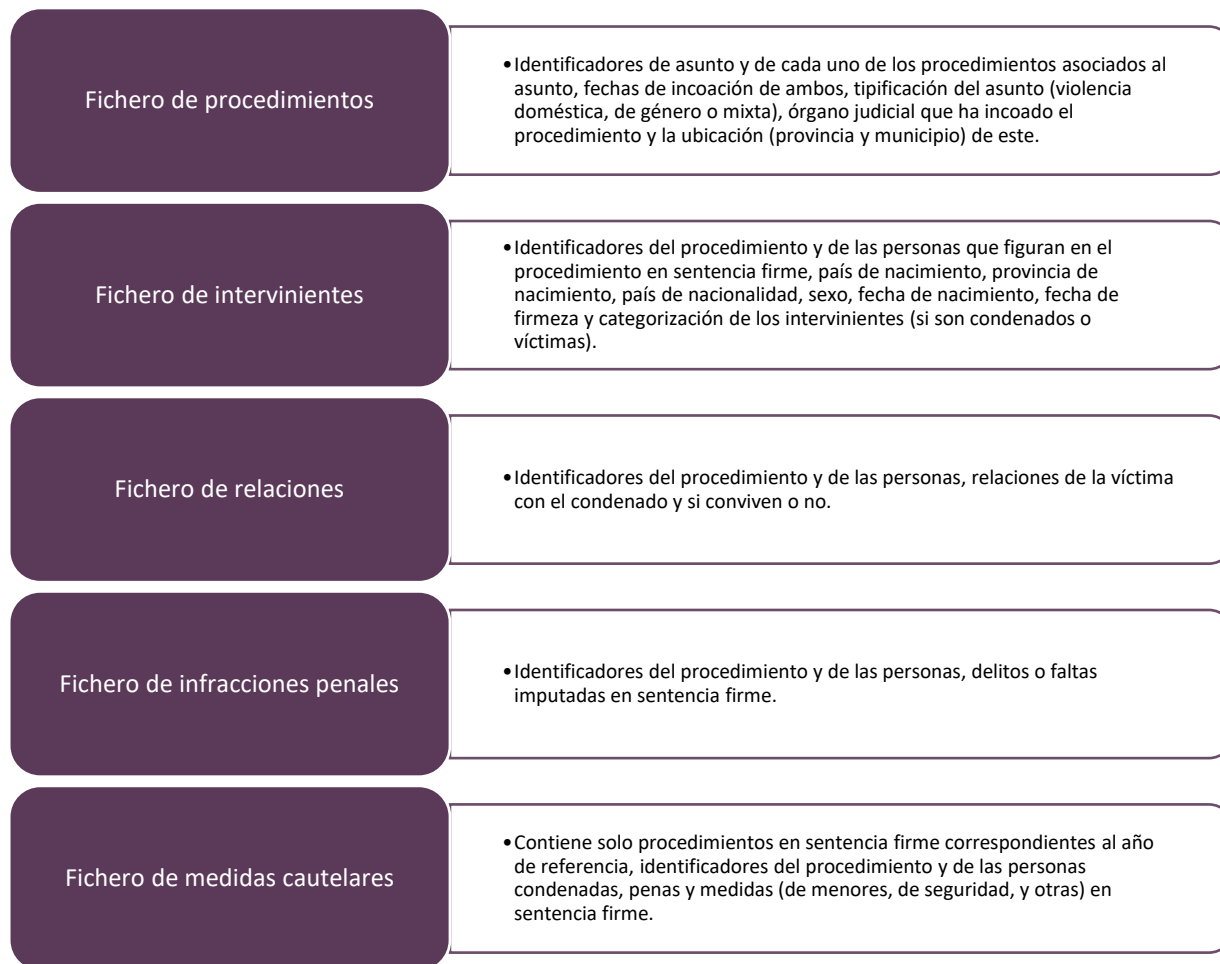 Fichero de procedimientos
•Identificadores de asunto y de cada uno de los procedimientos asociados al
asunto, fechas de incoación de ambos, tipificación del asunto (violencia
doméstica, de género o mixta), órgano judicial que ha incoado el
procedimiento y la ubicación (provincia y municipio) de este.
Fichero de intervinientes
•Identificadores del procedimiento y de las personas que figuran en el
procedimiento en sentencia firme, país de nacimiento, provincia de
nacimiento, país de nacionalidad, sexo, fecha de nacimiento, fecha de
firmeza y categorización de los intervinientes (si son condenados o
víctimas).
Fichero de relaciones
•Identificadores del procedimiento y de las personas, relaciones de la víctima
con el condenado y si conviven o no.
Fichero de infracciones penales
•Identificadores del procedimiento y de las personas, delitos o faltas
imputadas en sentencia firme.
Fichero de medidas cautelares
•Contiene solo procedimientos en sentencia firme correspondientes al año
de referencia, identificadores del procedimiento y de las personas
condenadas, penas y medidas (de menores, de seguridad, y otras) en
sentencia firme.